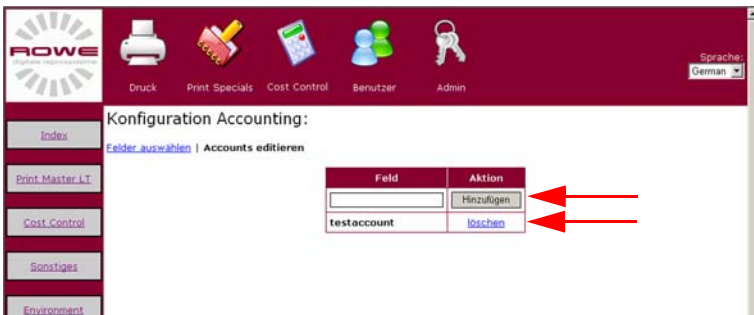 ROWE
digitale reprosysteme
Druck
Print Specials
Cost Control
Benutzer
Admin
Sprache:
German
Index
Print Master LT
Cost Control
Sonstiges
Environment
Konfiguration Accounting:
Felder auswählen | Accounts editieren
Feld Aktion
Hinzufügen
testaccount löschen